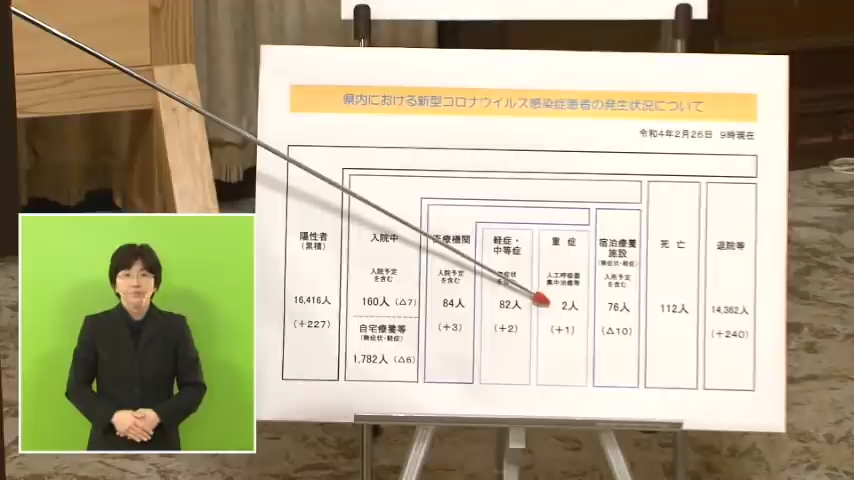 県内における新型コロナウイルス感染症患者の発生状況について
令和4年2月26日 9時現在
陽性者
(累積)
16,416人
(+227)
入院中
入院予定
を含む
160人 (△7)
自宅療養等
(無症状・軽症)
1,782人 (△6)
医療機関
入院予定
を含む
84人
(+3)
軽症・
中等症
82人
(+2)
重症
人工呼吸器
集中治療等
2人
(+1)
宿泊療養
施設
(無症状・軽症)
入所予定
を含む
76人
(△10)
死亡
112人
退院等
14,362人
(+240)